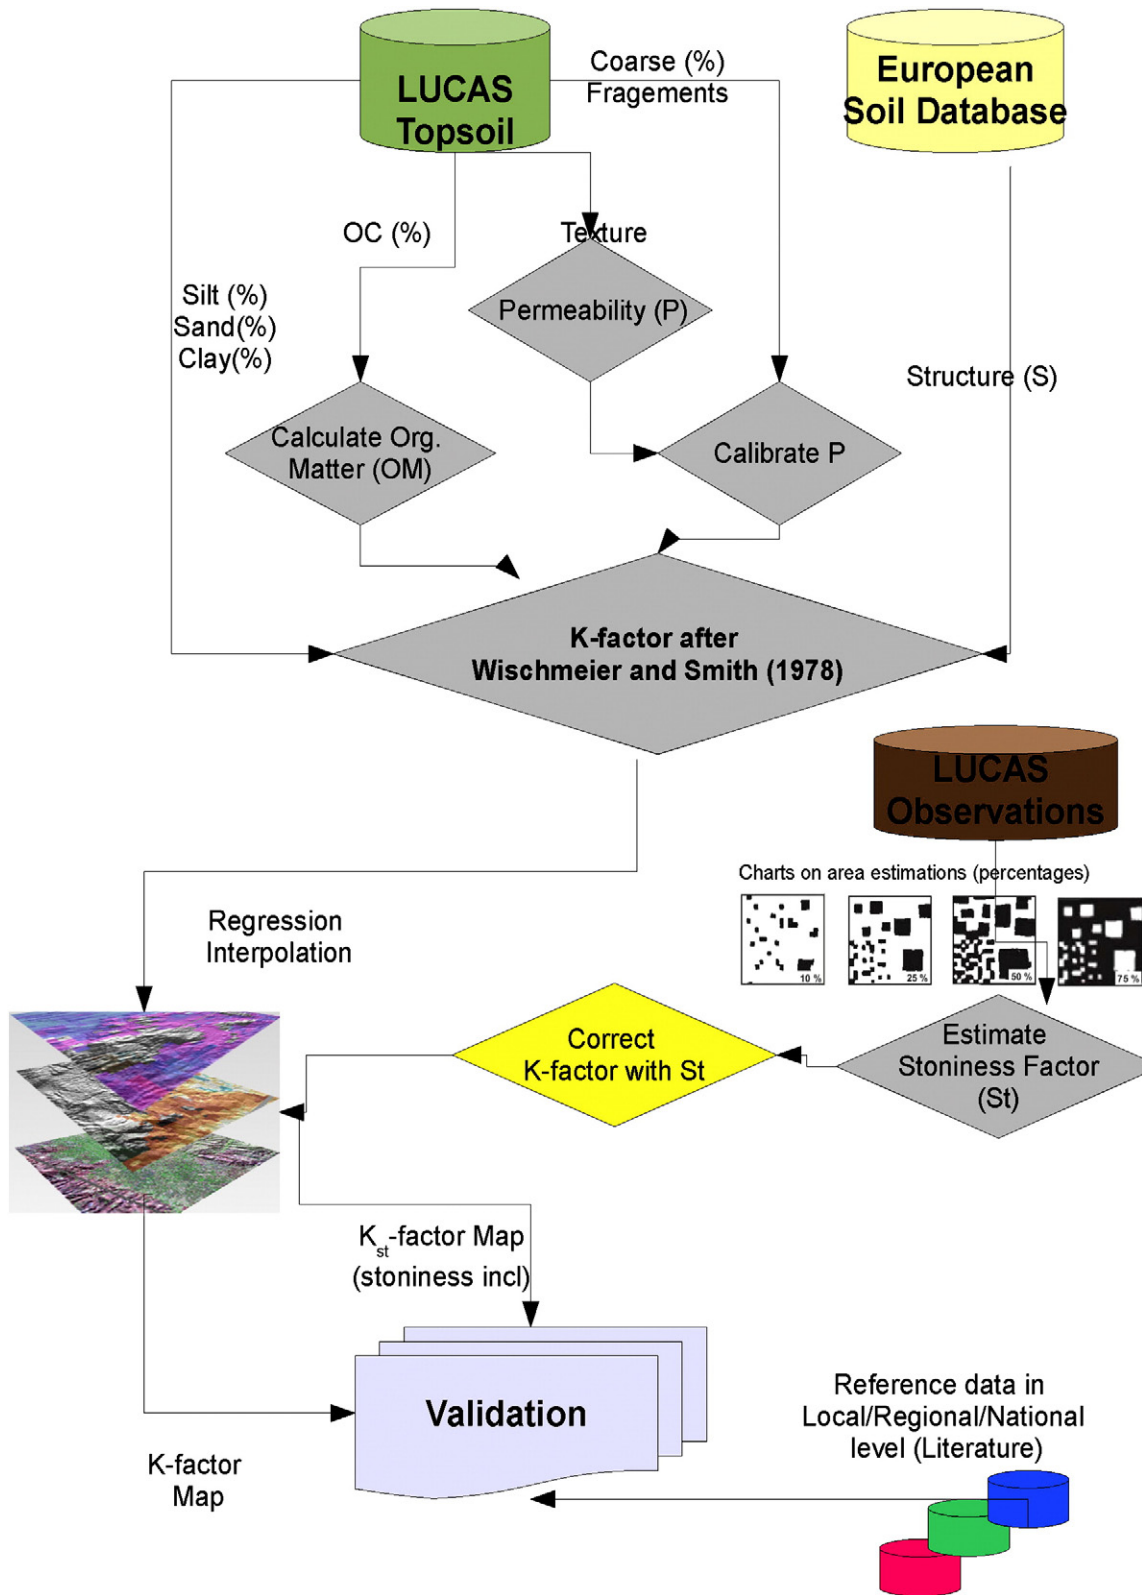 LUCAS
Topsoil
Coarse (%)
Fragements
European
Soil Database
OC (%)
Texture
Silt (%)
Sand(%)
Clay(%)
Permeability (P)
Structure (S)
Calculate Org.
Matter (OM)
Calibrate P
K-factor after
Wischmeier and Smith (1978)
LUCAS
Observations
Charts on area estimations (percentages)
10 %
25 %
50 %
75 %
Regression
Interpolation
Correct
K-factor with St
Estimate
Stoniness Factor
(St)
Kst-factor Map
(stoniness incl)
Validation
Reference data in
Local/Regional/National
level (Literature)
K-factor
Map